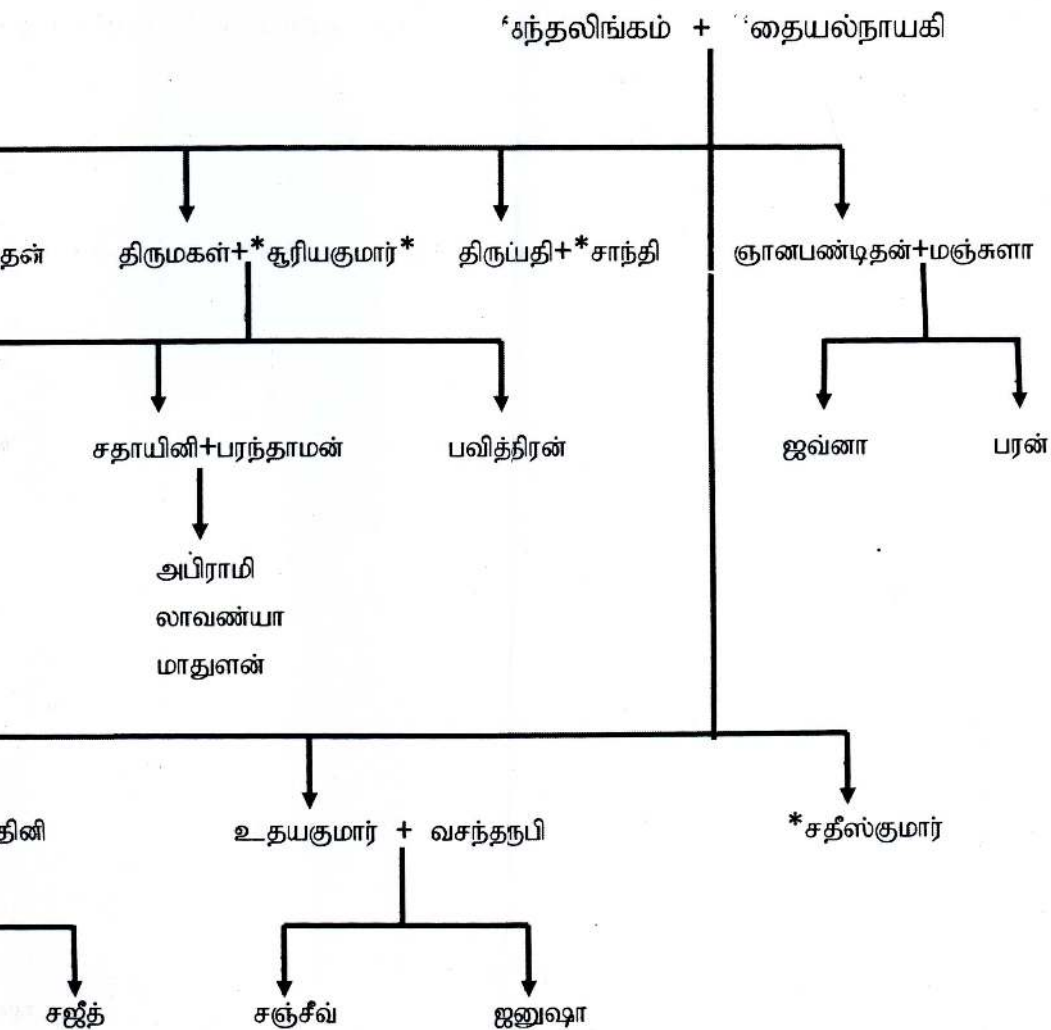 + தையல்நாயகி
திருமகள்+*சூரியகுமார்* திருப்பதி+*சாந்தி ஞானபண்டிதன்+மஞ்சுளா
சதாயினி+பரந்தாமன் பவித்திரன் ஜவ்னா பரன்
அபிராமி
லாவண்யா
மாதுளன்
உதயகுமார் + வசந்தரூபி *சதீஸ்குமார்
சஜீத் சஞ்சீவ் ஜனுஷா